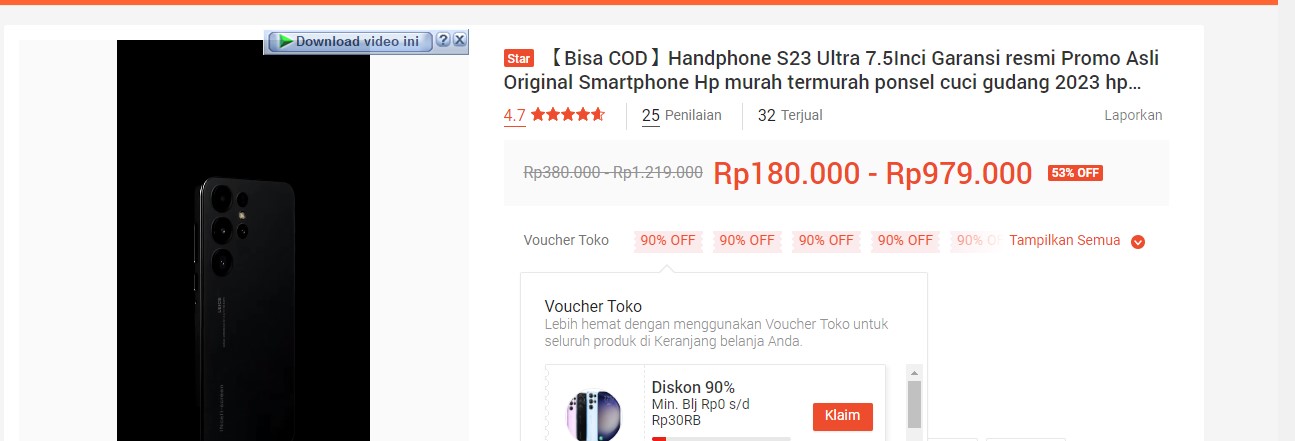 Download video ini ? X
Star 【Bisa COD】Handphone S23 Ultra 7.5Inci Garansi resmi Promo Asli
Original Smartphone Hp murah termurah ponsel cuci gudang 2023 hp...
4.7 25 Penilaian 32 Terjual Laporkan
Rp380.000 - Rp1.219.000 Rp180.000 - Rp979.000 53% OFF
Voucher Toko 90% OFF 90% OFF 90% OFF 90% OFF 90% O Tampilkan Semua
Voucher Toko
Lebih hemat dengan menggunakan Voucher Toko untuk
seluruh produk di Keranjang belanja Anda.
Diskon 90%
Min. Blj Rp0 s/d
Rp30RB
Klaim